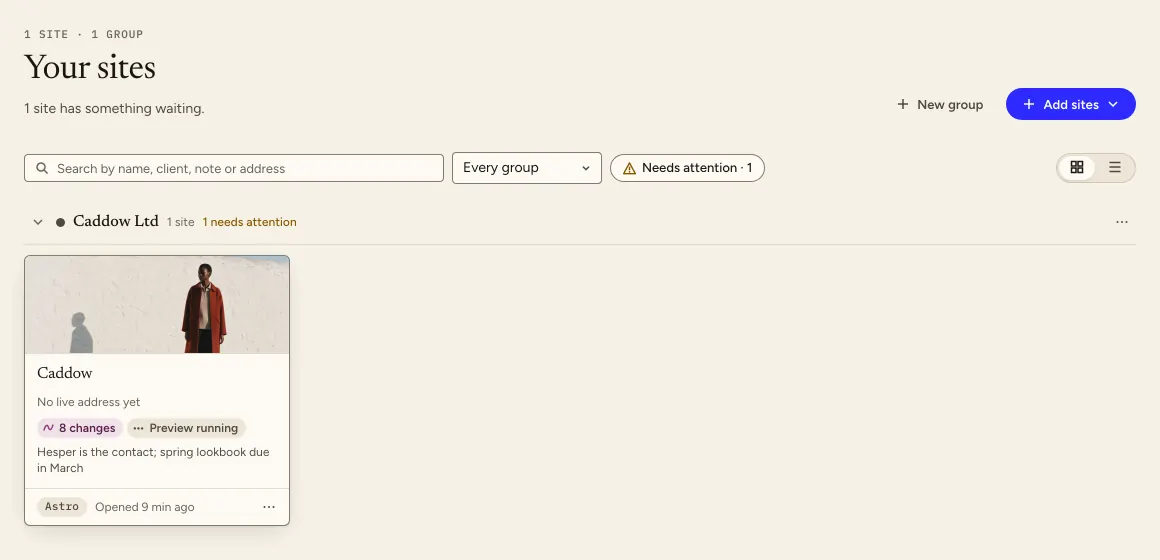 1 SITE · 1 GROUP
Your sites
1 site has something waiting.
New group
Add sites
Search by name, client, note or address
Every group
Needs attention · 1
Caddow Ltd 1 site 1 needs attention
Caddow
No live address yet
8 changes
Preview running
Hesper is the contact; spring lookbook due
in March
Astro
Opened 9 min ago